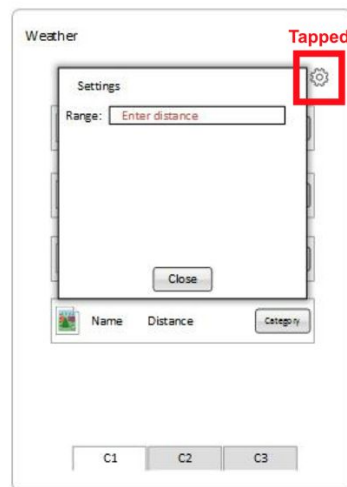 Weather
Tapped
Settings
Range: Enter distance
Close
Name Distance Category
C1 C2 C3